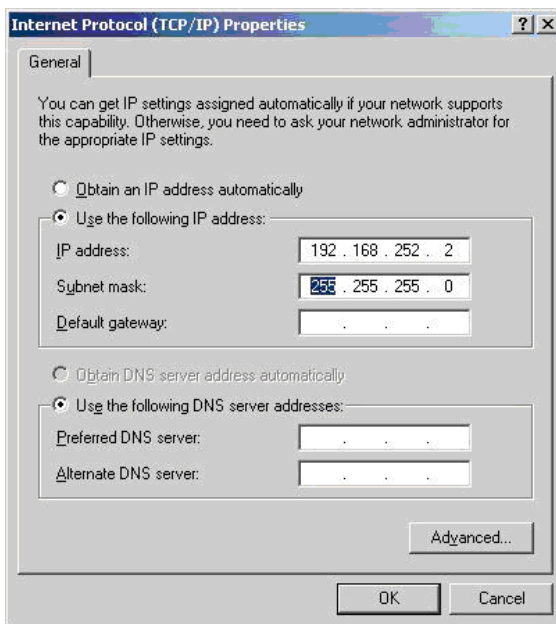 Internet Protocol (TCP/IP) Properties
General
You can get IP settings assigned automatically if your network supports
this capability. Otherwise, you need to ask your network administrator for
the appropriate IP settings.
Obtain an IP address automatically
Use the following IP address:
IP address: 192 . 168 . 252 . 2
Subnet mask: 255 . 255 . 255 . 0
Default gateway: . . .
Obtain DNS server address automatically
Use the following DNS server addresses:
Preferred DNS server: . . .
Alternate DNS server: . . .
Advanced...
OK Cancel